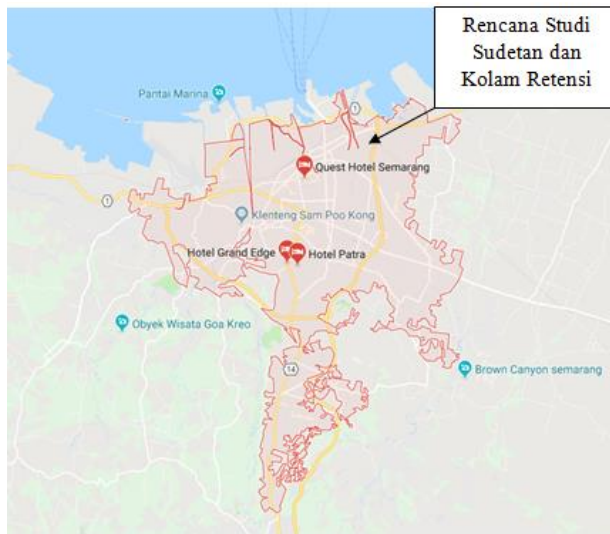 Rencana Studi
Sudetan dan
Kolam Retensi
Pantai Marina
1
1
Quest Hotel Semarang
Klenteng Sam Poo Kong
Hotel Grand Edge
Hotel Patra
Obyek Wisata Goa Kreo
14
Brown Canyon semarang